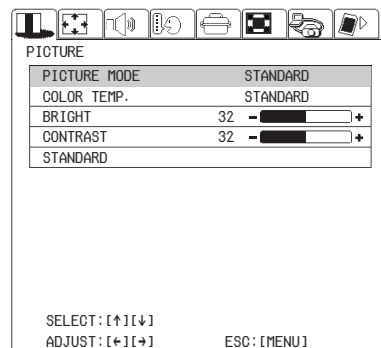 PICTURE
PICTURE MODE STANDARD
COLOR TEMP. STANDARD
BRIGHT 32 - +
CONTRAST 32 - +
STANDARD
SELECT:[↑][↓]
ADJUST:[←][→] ESC:[MENU]